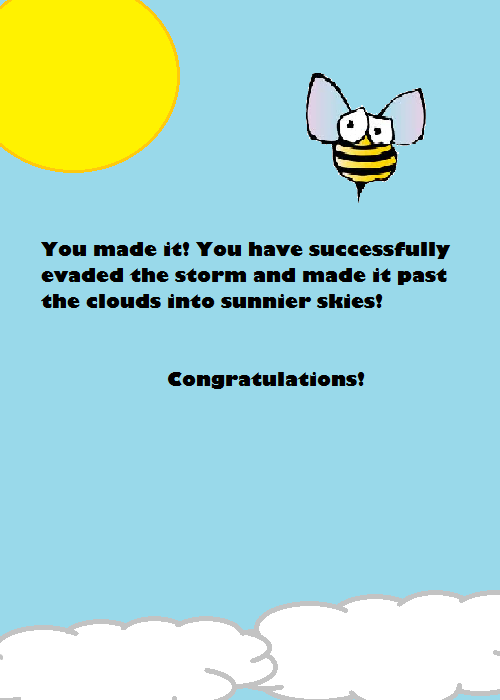 You made it! You have successfully
evaded the storm and made it past
the clouds into sunnier skies!
Congratulations!